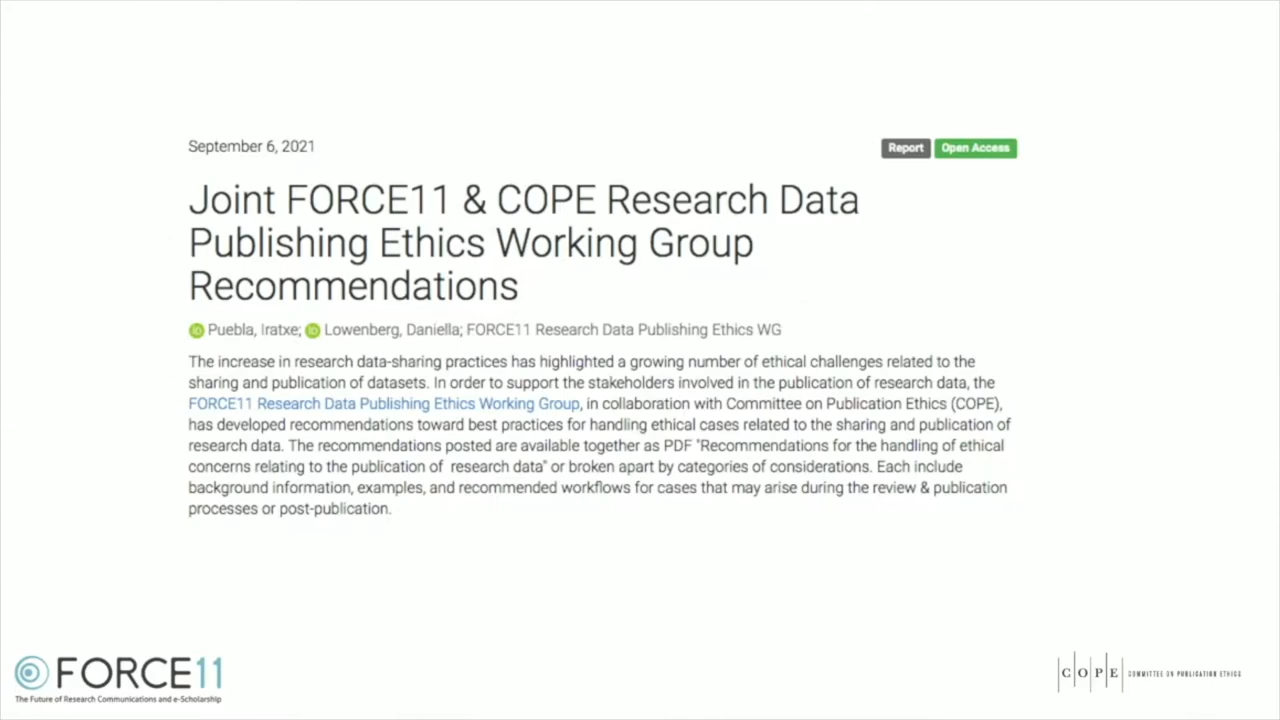 September 6, 2021
Report
Open Access
Joint FORCE11 & COPE Research Data
Publishing Ethics Working Group
Recommendations
iD Puebla, Iratxe; iD Lowenberg, Daniella; FORCE11 Research Data Publishing Ethics WG
The increase in research data-sharing practices has highlighted a growing number of ethical challenges related to the
sharing and publication of datasets. In order to support the stakeholders involved in the publication of research data, the
FORCE11 Research Data Publishing Ethics Working Group, in collaboration with Committee on Publication Ethics (COPE),
has developed recommendations toward best practices for handling ethical cases related to the sharing and publication of
research data. The recommendations posted are available together as PDF "Recommendations for the handling of ethical
concerns relating to the publication of research data" or broken apart by categories of considerations. Each include
background information, examples, and recommended workflows for cases that may arise during the review & publication
processes or post-publication.
FORCE11
The Future of Research Communications and e-Scholarship
COPE COMMITTEE ON PUBLICATION ETHICS